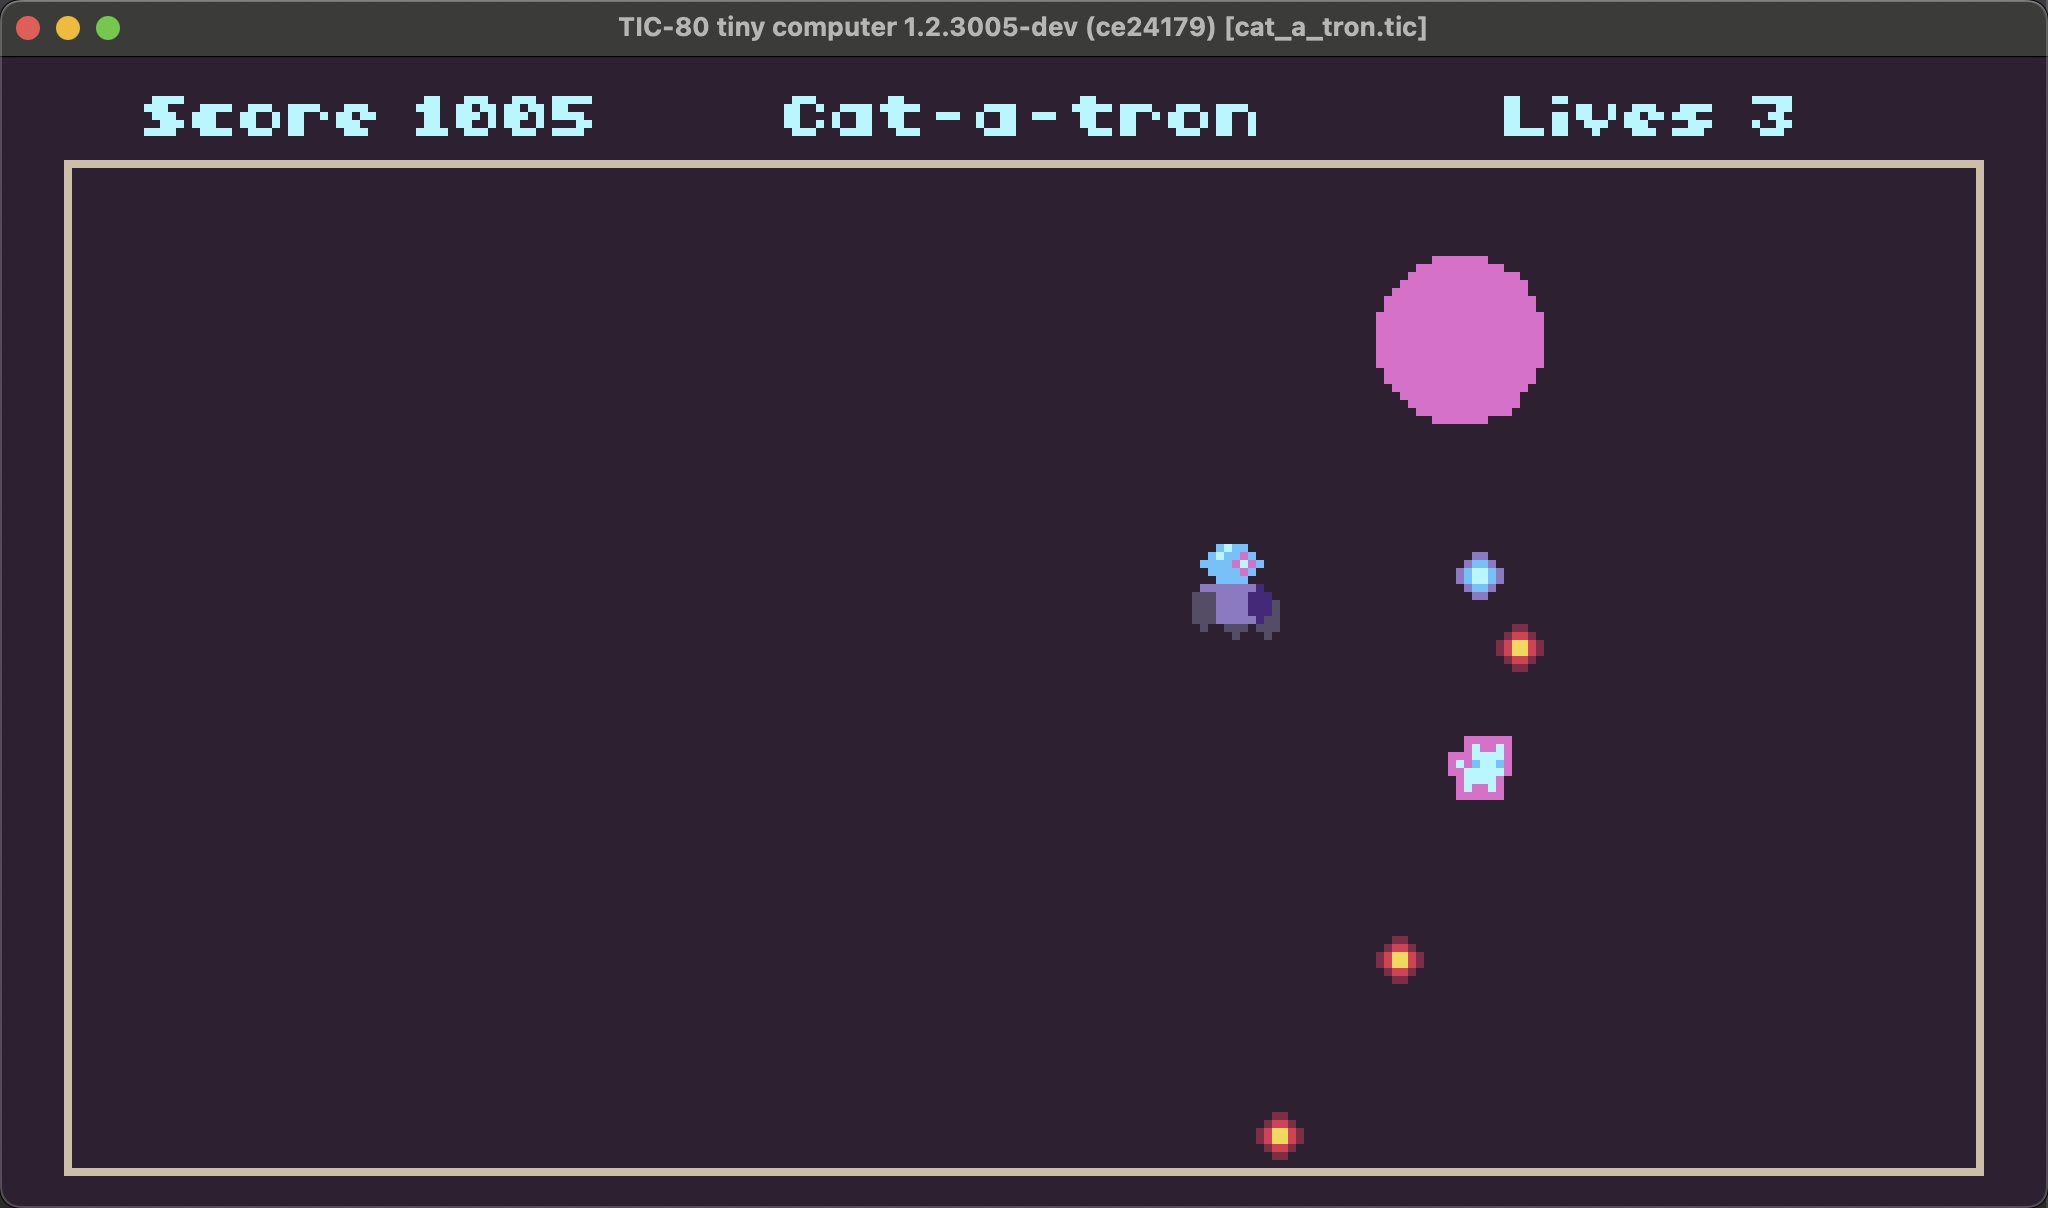 TIC-80 tiny computer 1.2.3005-dev (ce24179) [cat_a_tron.tic]
Score 1005 Cat-a-tron Lives 3